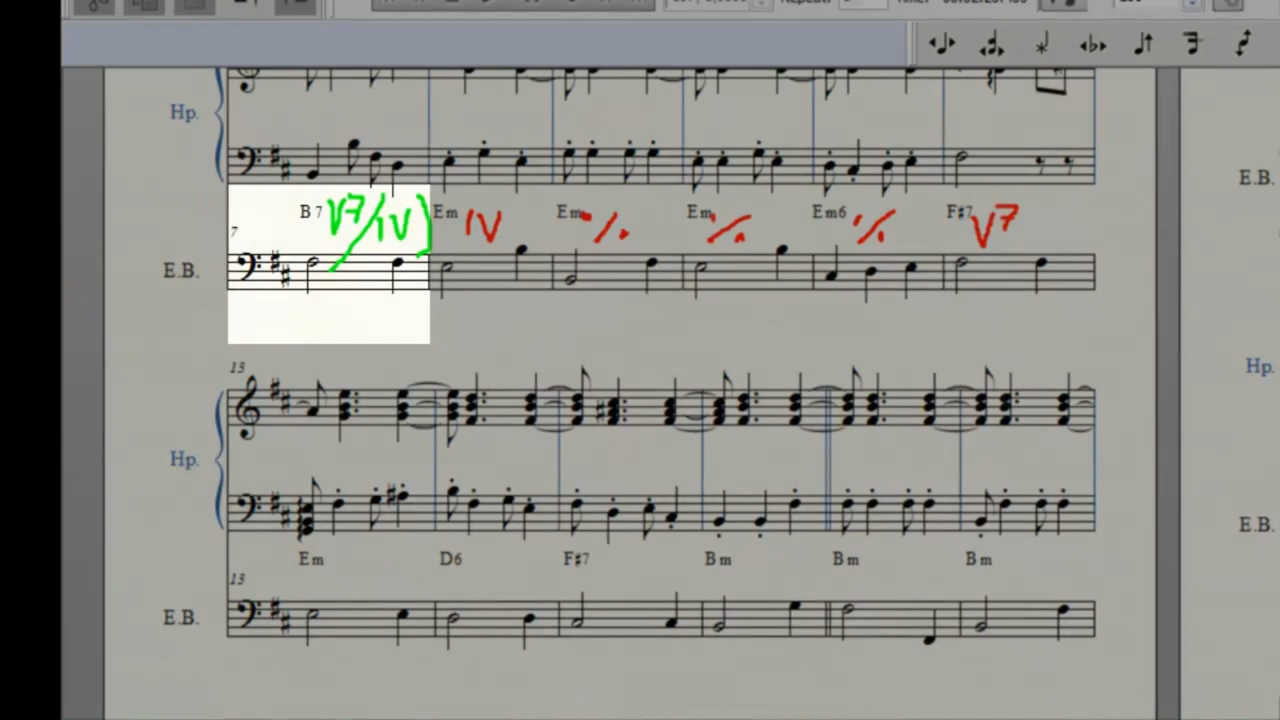 Hp.
E.B.
B7 V7/IV) Em IV Em ٪ Em ٪ Em6 ٪ F♯7 V7
7
E.B.
13
Hp.
Hp.
E.B.
Em D6 F♯7 Bm Bm Bm
13
E.B.